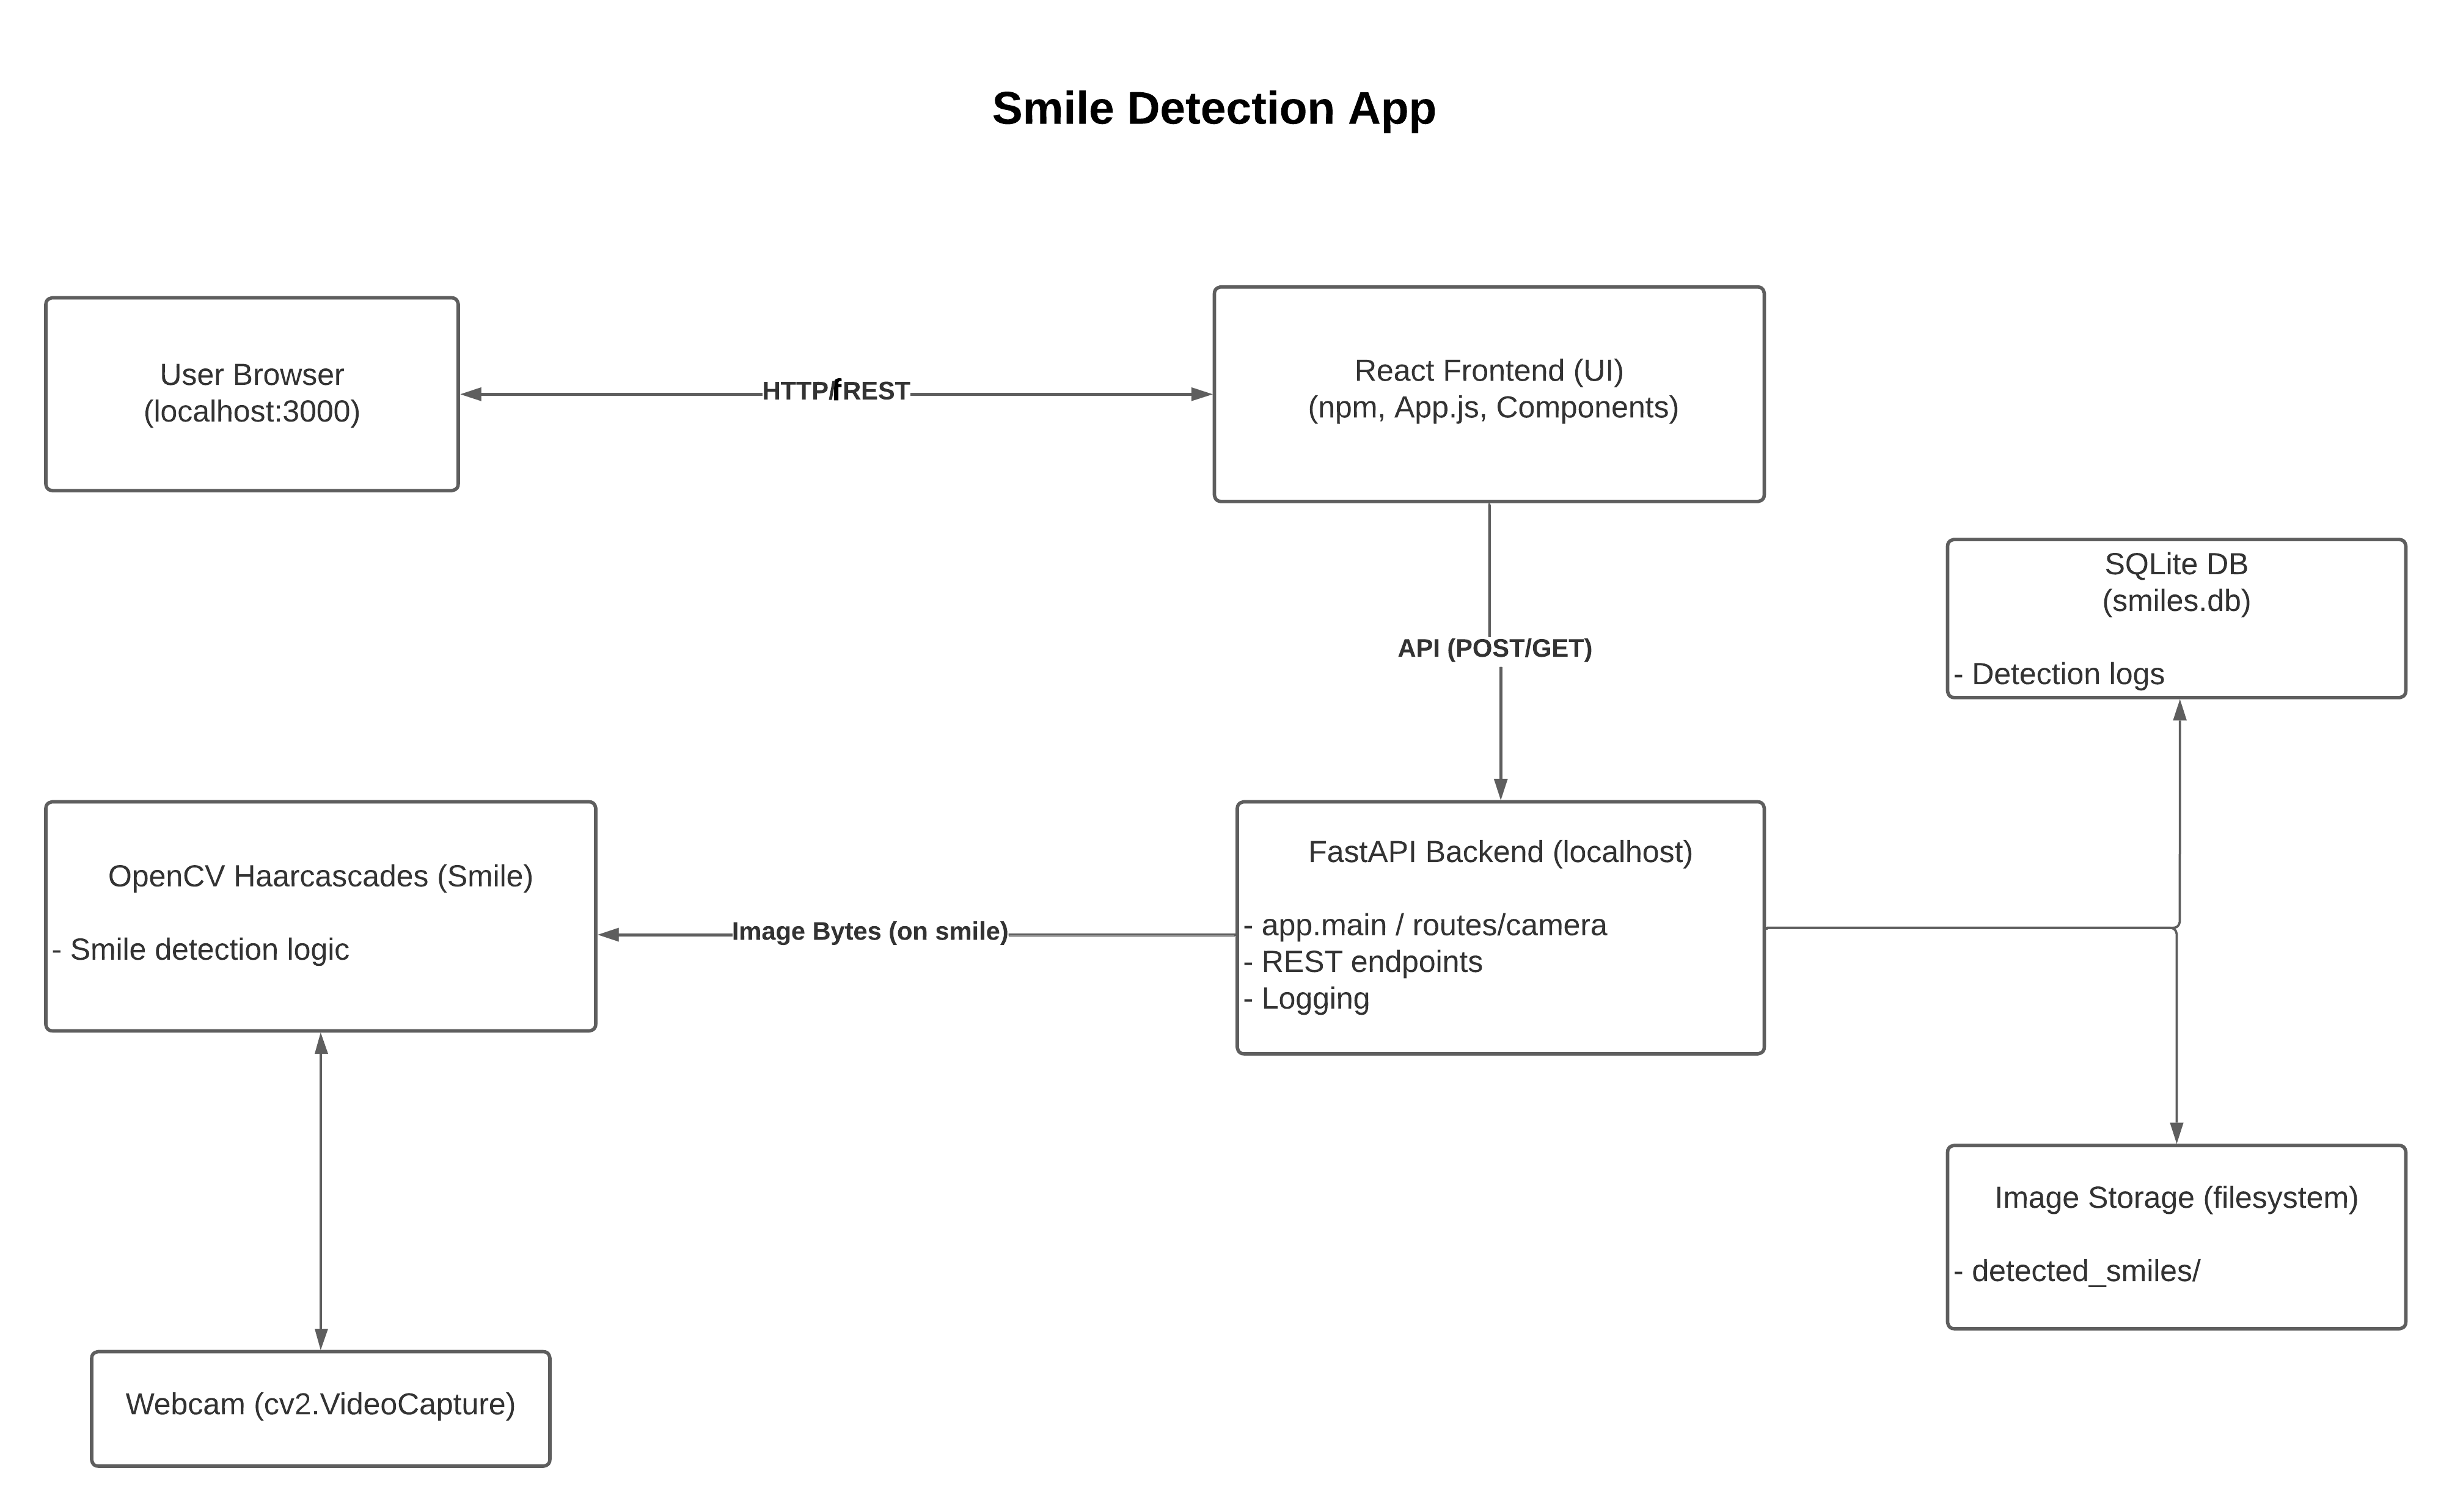 Smile Detection App
User Browser
(localhost:3000)
HTTP/fREST
React Frontend (UI)
(npm, App.js, Components)
API (POST/GET)
SQLite DB
(smiles.db)
- Detection logs
OpenCV Haarcascades (Smile)
- Smile detection logic
Image Bytes (on smile)
FastAPI Backend (localhost)
- app.main / routes/camera
- REST endpoints
- Logging
Image Storage (filesystem)
- detected_smiles/
Webcam (cv2.VideoCapture)